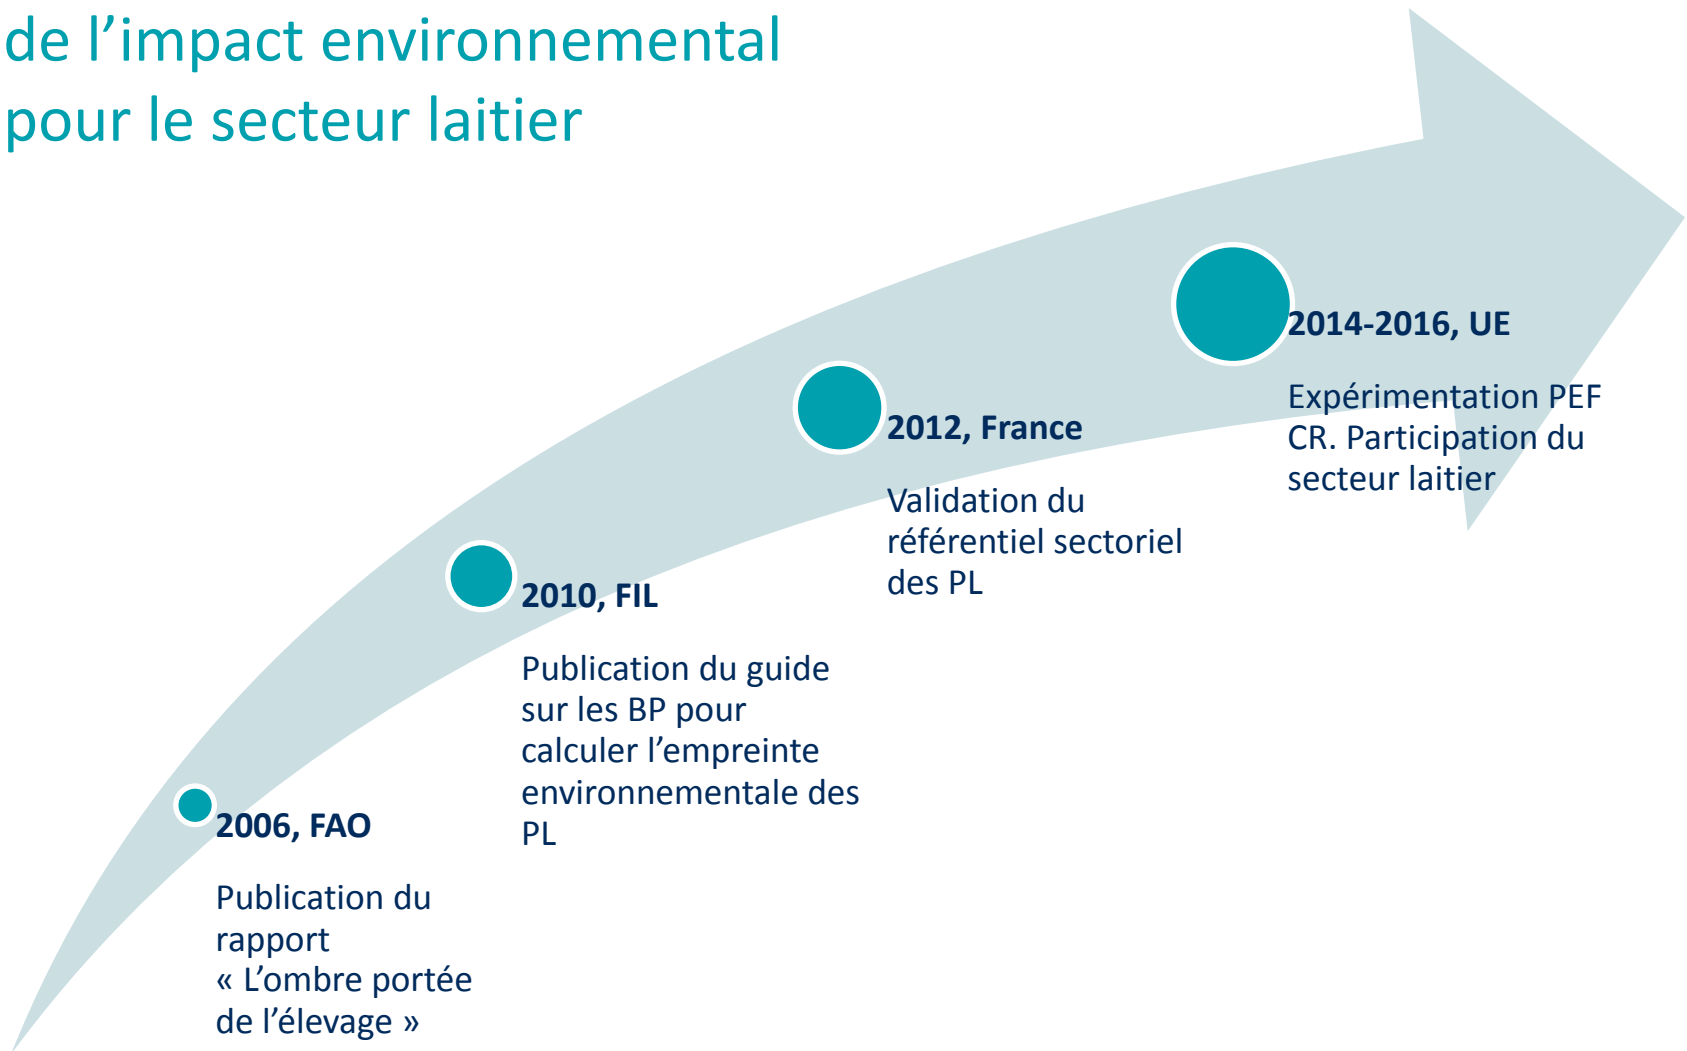 de l’impact environnemental
pour le secteur laitier
2014-2016, UE
Expérimentation PEF
CR. Participation du
secteur laitier
2012, France
Validation du
référentiel sectoriel
des PL
2010, FIL
Publication du guide
sur les BP pour
calculer l’empreinte
environnementale des
PL
2006, FAO
Publication du
rapport
« L’ombre portée
de l’élevage »